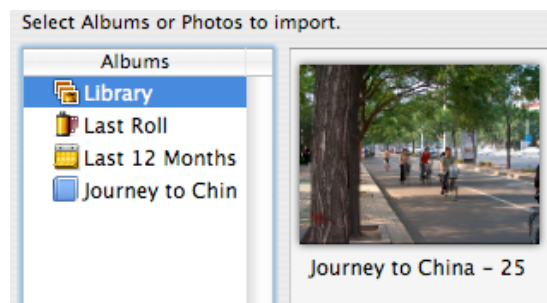 Select Albums or Photos to import.
Albums
Library
Last Roll
Last 12 Months
Journey to Chin
Journey to China – 25